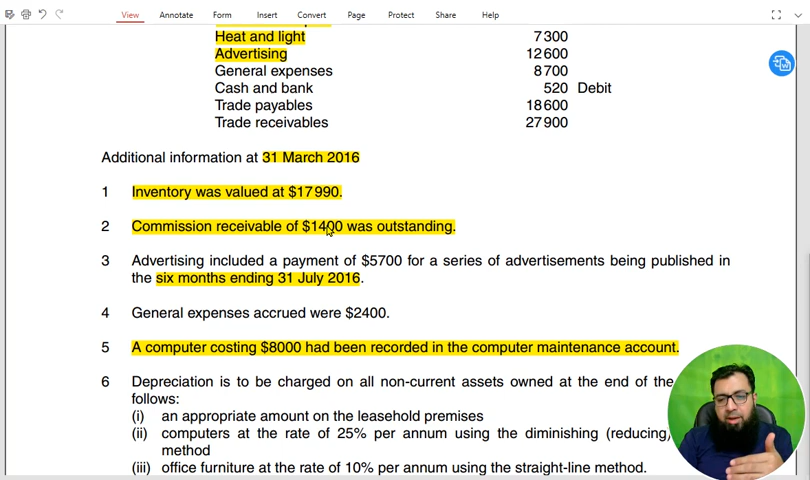 View Annotate Form Insert Convert Page Protect Share Help
Heat and light 7300
Advertising 12600
General expenses 8700
Cash and bank 520 Debit
Trade payables 18600
Trade receivables 27900
Additional information at 31 March 2016
1 Inventory was valued at $17990.
2 Commission receivable of $1400 was outstanding.
3 Advertising included a payment of $5700 for a series of advertisements being published in
the six months ending 31 July 2016.
4 General expenses accrued were $2400.
5 A computer costing $8000 had been recorded in the computer maintenance account.
6 Depreciation is to be charged on all non-current assets owned at the end of the
follows:
(i) an appropriate amount on the leasehold premises
(ii) computers at the rate of 25% per annum using the diminishing (reducing)
method
(iii) office furniture at the rate of 10% per annum using the straight-line method.